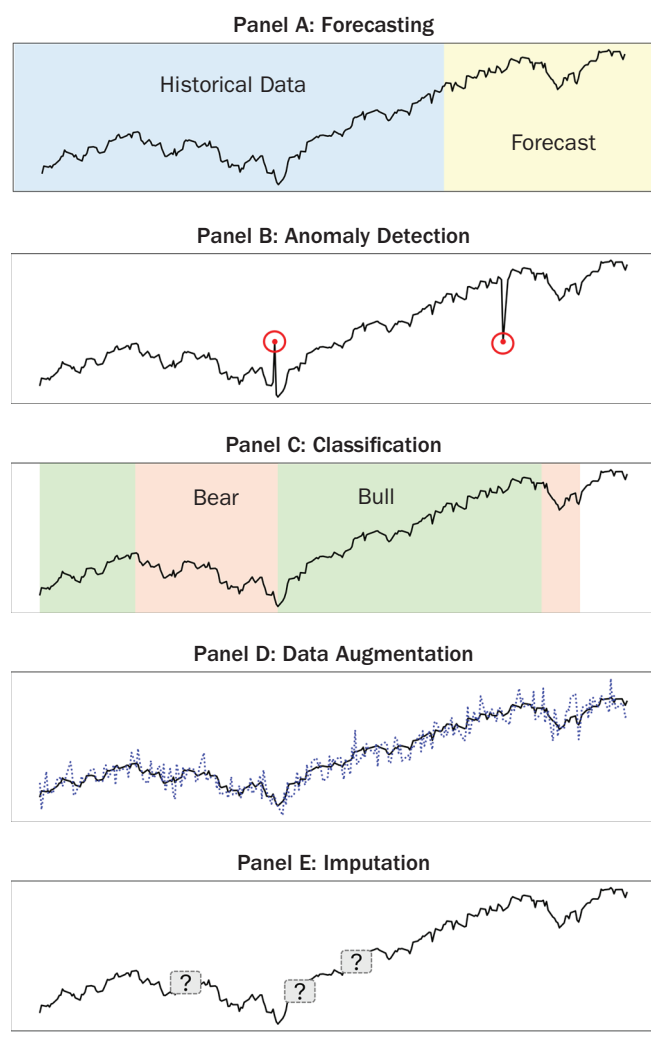 Panel A: Forecasting
Historical Data
Forecast
Panel B: Anomaly Detection
Panel C: Classification
Bear
Bull
Panel D: Data Augmentation
Panel E: Imputation
?
?
?